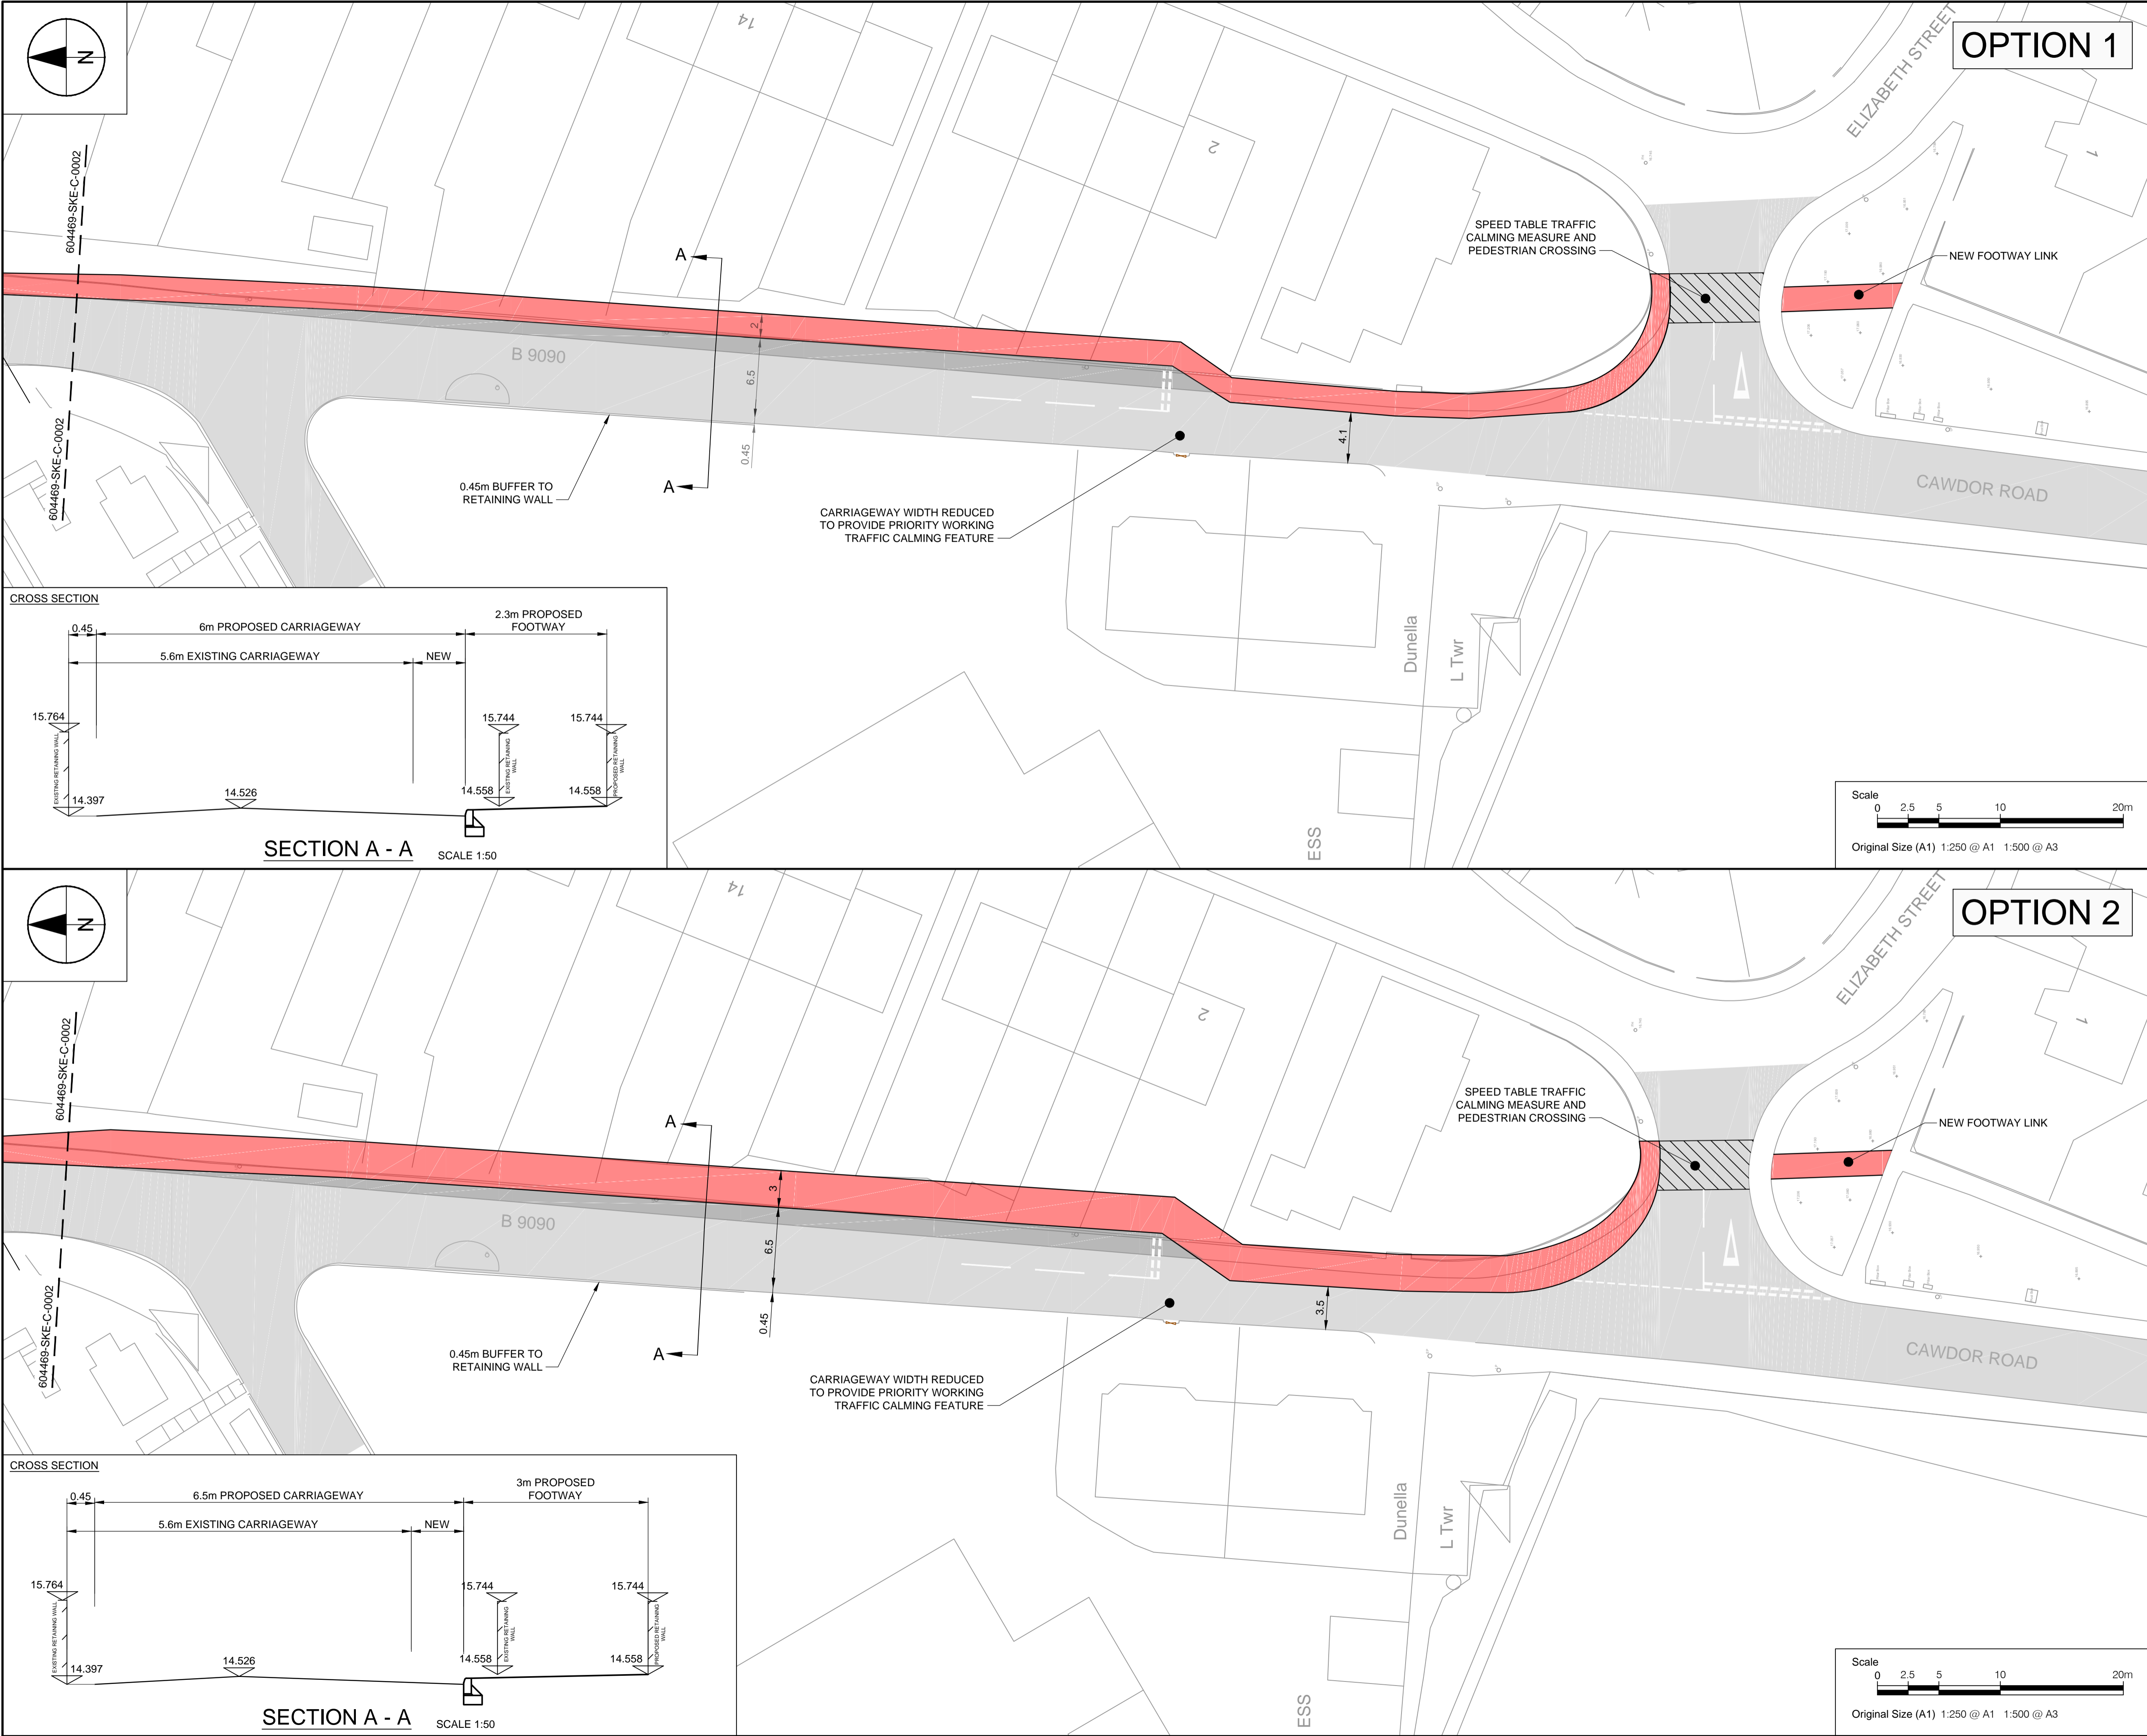 OPTION 1
N
14
2
1
ELIZABETH STREET
604469-SKE-C-0002
604469-SKE-C-0002
A
A
SPEED TABLE TRAFFIC
CALMING MEASURE AND
PEDESTRIAN CROSSING
NEW FOOTWAY LINK
B 9090
2
6.5
0.45
4.1
0.45m BUFFER TO
RETAINING WALL
CARRIAGEWAY WIDTH REDUCED
TO PROVIDE PRIORITY WORKING
TRAFFIC CALMING FEATURE
CAWDOR ROAD
Dunella
L Twr
ESS
CROSS SECTION
0.45
6m PROPOSED CARRIAGEWAY
2.3m PROPOSED
FOOTWAY
5.6m EXISTING CARRIAGEWAY
NEW
15.764
15.744
15.744
EXISTING RETAINING WALL
EXISTING RETAINING
WALL
PROPOSED RETAINING
WALL
14.397
14.526
14.558
14.558
SECTION A - A
SCALE 1:50
Scale
0 2.5 5 10 20m
Original Size (A1) 1:250 @ A1 1:500 @ A3
OPTION 2
N
14
2
1
ELIZABETH STREET
604469-SKE-C-0002
604469-SKE-C-0002
A
A
SPEED TABLE TRAFFIC
CALMING MEASURE AND
PEDESTRIAN CROSSING
NEW FOOTWAY LINK
B 9090
3
6.5
0.45
3.5
0.45m BUFFER TO
RETAINING WALL
CARRIAGEWAY WIDTH REDUCED
TO PROVIDE PRIORITY WORKING
TRAFFIC CALMING FEATURE
CAWDOR ROAD
Dunella
L Twr
ESS
CROSS SECTION
0.45
6.5m PROPOSED CARRIAGEWAY
3m PROPOSED
FOOTWAY
5.6m EXISTING CARRIAGEWAY
NEW
15.764
15.744
15.744
EXISTING RETAINING WALL
EXISTING RETAINING
WALL
PROPOSED RETAINING
WALL
14.397
14.526
14.558
14.558
SECTION A - A
SCALE 1:50
Scale
0 2.5 5 10 20m
Original Size (A1) 1:250 @ A1 1:500 @ A3